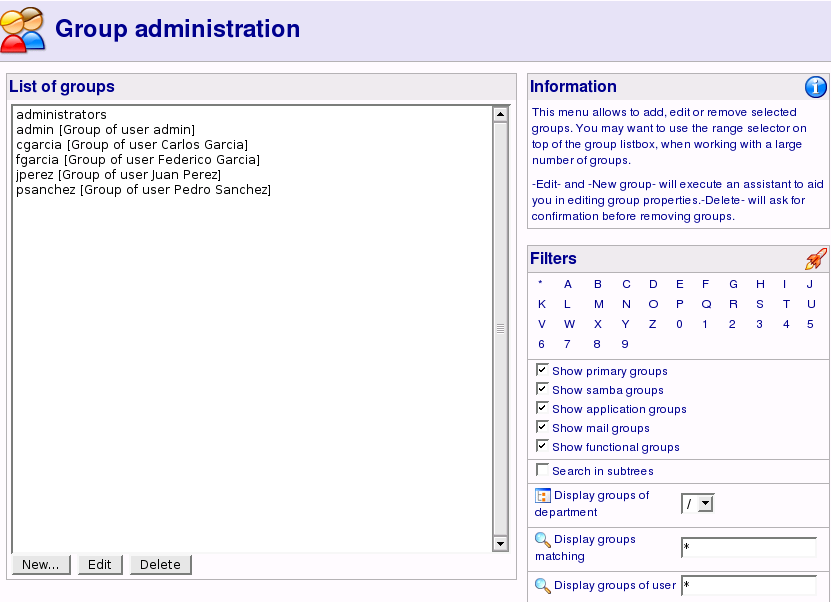 Group administration
List of groups
administrators
admin [Group of user admin]
cgarcia [Group of user Carlos Garcia]
fgarcia [Group of user Federico Garcia]
jperez [Group of user Juan Perez]
psanchez [Group of user Pedro Sanchez]
New...  Edit  Delete
Information
This menu allows to add, edit or remove selected
groups. You may want to use the range selector on
top of the group listbox, when working with a large
number of groups.
-Edit- and -New group- will execute an assistant to aid
you in editing group properties.-Delete- will ask for
confirmation before removing groups.
Filters
* A B C D E F G H I J
K L M N O P Q R S T U
V W X Y Z 0 1 2 3 4 5
6 7 8 9
Show primary groups
Show samba groups
Show application groups
Show mail groups
Show functional groups
Search in subtrees
Display groups of
department /
Display groups
matching *
Display groups of user *